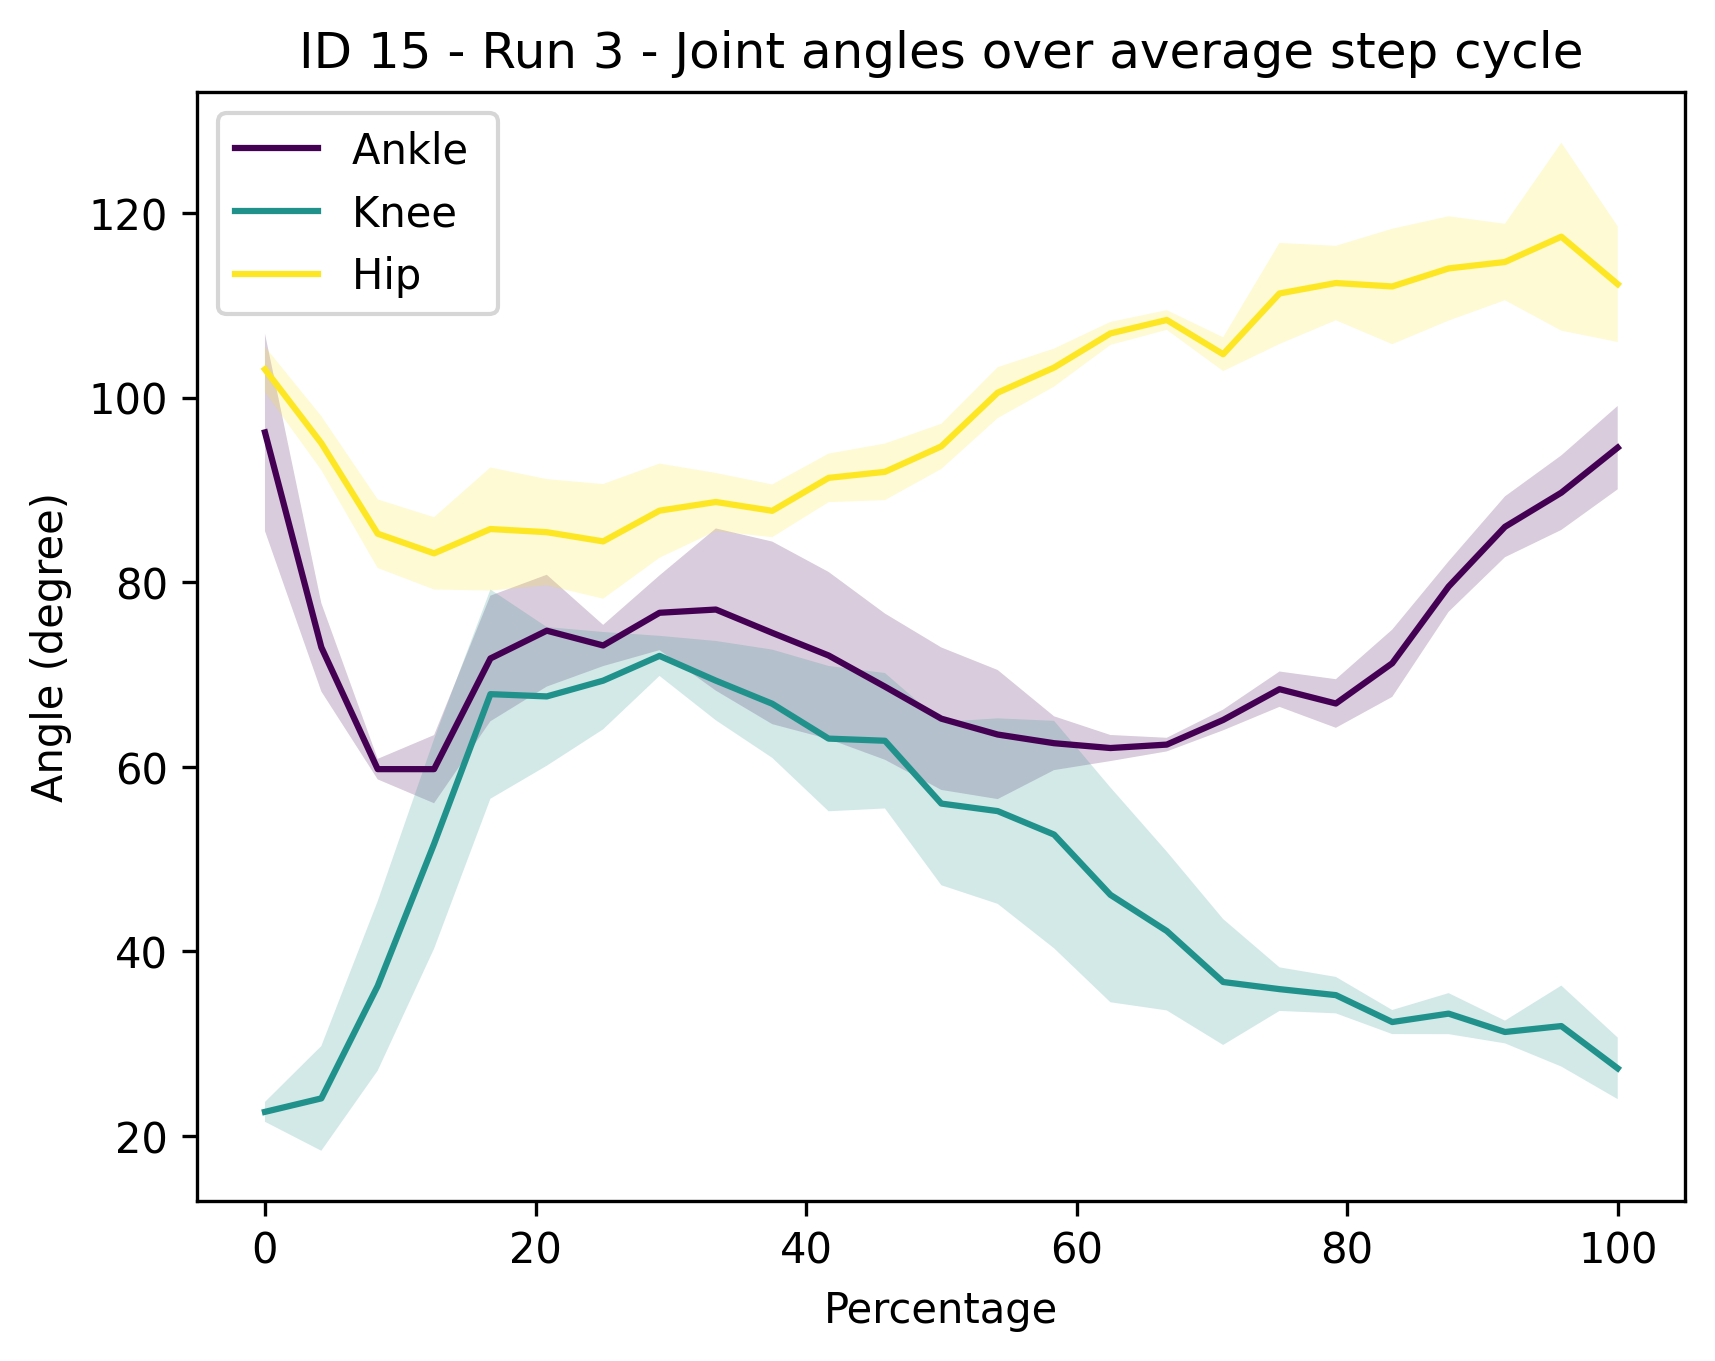 ID 15 - Run 3 - Joint angles over average step cycle
Ankle
Knee
Hip
Angle (degree)
120
100
80
60
40
20
0 20 40 60 80 100
Percentage